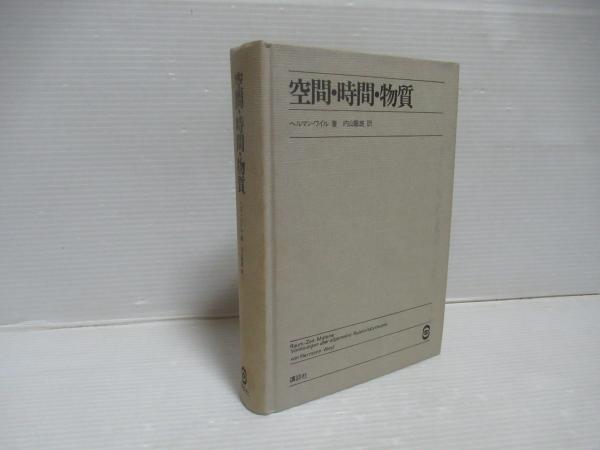 空間・時間・物質
空間・時間・物質
ヘルマン・ワイル 著 内山龍雄 訳
Raum·Zeit·Materie
Vorlesungen über allgemeine Relativitätstheorie
von Hermann Weyl
講談社